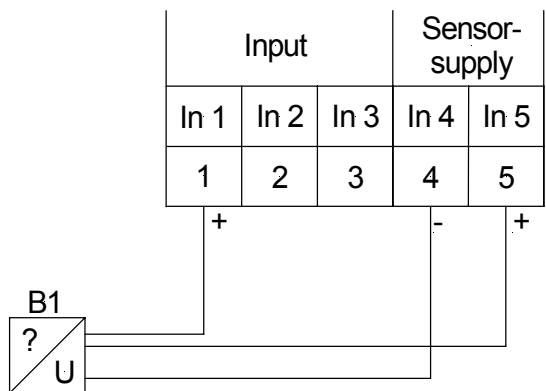 Input
Sensor-
supply
In 1 In 2 In 3 In 4 In 5
1 2 3 4 5
+ - +
B1
?
U